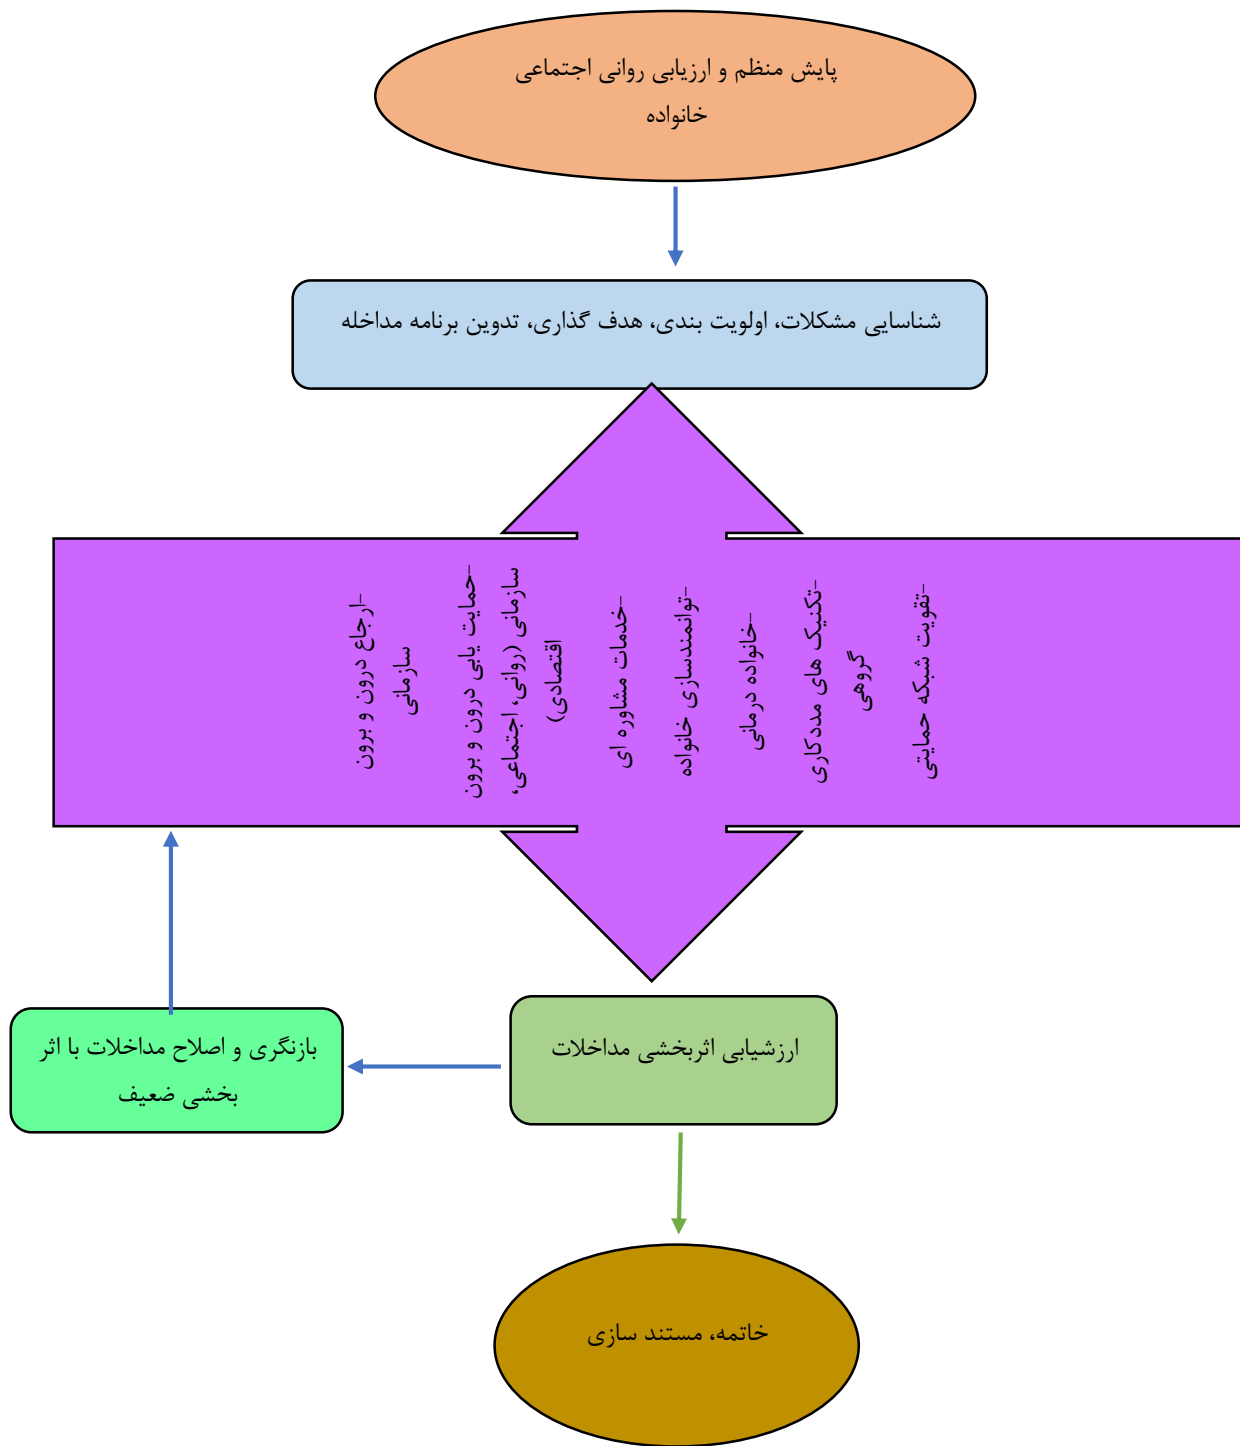 پایش منظم و ارزیابی روانی اجتماعی
خانواده
شناسایی مشکلات، اولویت بندی، هدف گذاری، تدوین برنامه مداخله
-ارجاع درون و برون
سازمانی
-حمایت یابی درون و برون
سازمانی (روانی، اجتماعی،
اقتصادی)
-خدمات مشاوره ای
-توانمندسازی خانواده
-خانواده درمانی
-تکنیک های مددکاری
گروهی
-تقویت شبکه حمایتی
ارزشیابی اثربخشی مداخلات
بازنگری و اصلاح مداخلات با اثر
بخشی ضعیف
خاتمه، مستند سازی